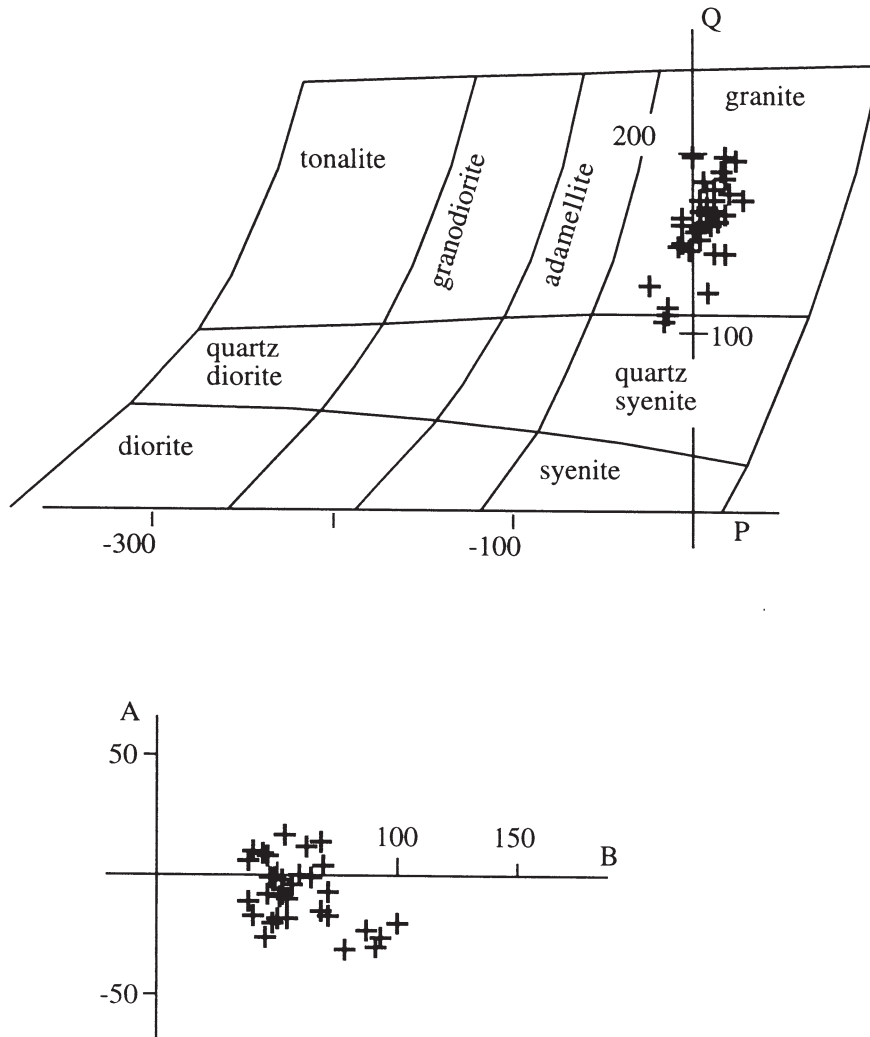 Q
granite
200
tonalite
granodiorite
adamellite
100
quartz
diorite
quartz
syenite
diorite
syenite
P
-300
-100
A
50
100
150
B
-50